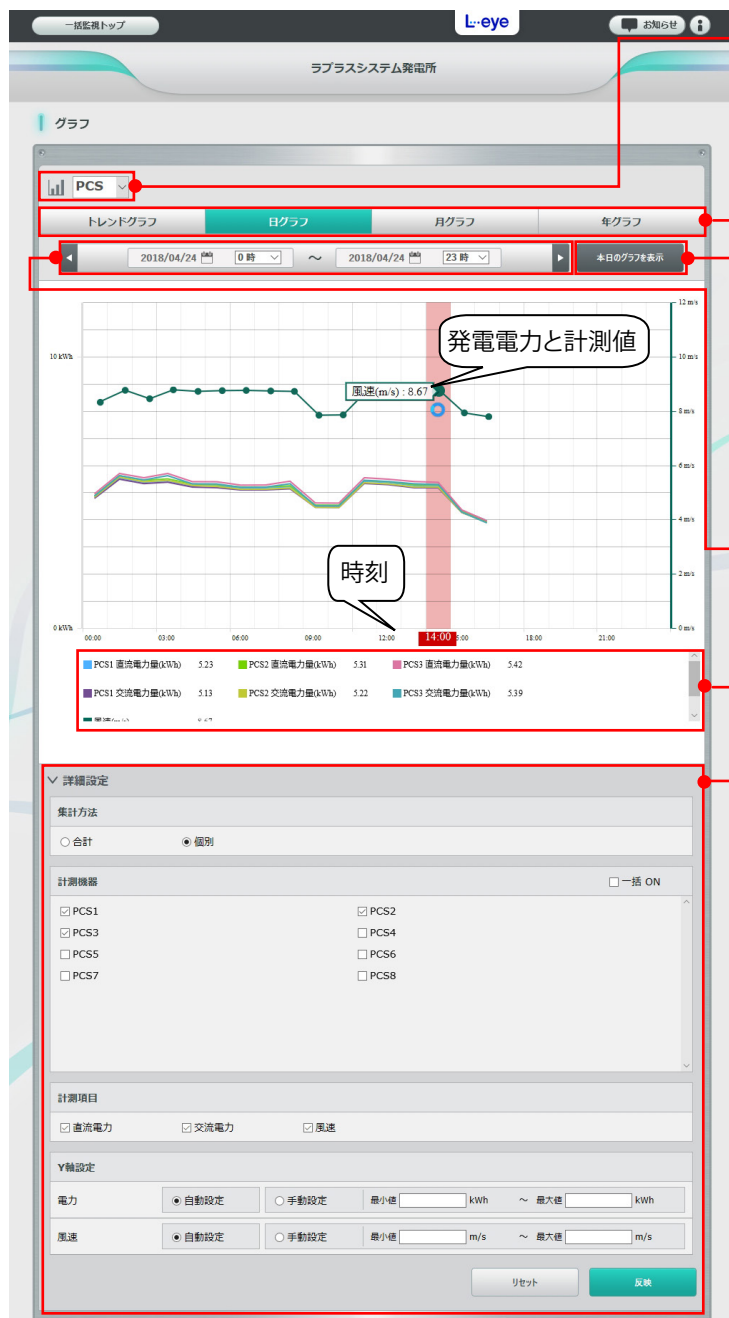 一括監視トップ
L・eye
お知らせ
ラプラスシステム発電所
グラフ
PCS
トレンドグラフ 日グラフ 月グラフ 年グラフ
2018/04/24 0 時 ～ 2018/04/24 23 時 本日のグラフを表示
12 m/s
発電電力と計測値
10 kWh 10 m/s
風速(m/s) : 8.67
8 m/s
6 m/s
4 m/s
時刻
2 m/s
0 kWh 0 m/s
00:00 03:00 06:00 09:00 12:00 14:00 5:00 18:00 21:00
PCS1 直流電力量(kWh) 5.23 PCS2 直流電力量(kWh) 5.31 PCS3 直流電力量(kWh) 5.42
PCS1 交流電力量(kWh) 5.13 PCS2 交流電力量(kWh) 5.22 PCS3 交流電力量(kWh) 5.39
風速(m/s) 8.67
詳細設定
集計方法
合計 個別
計測機器 一括 ON
PCS1 PCS2
PCS3 PCS4
PCS5 PCS6
PCS7 PCS8
計測項目
直流電力 交流電力 風速
Y軸設定
電力 自動設定 手動設定 最小値 kWh ～ 最大値 kWh
風速 自動設定 手動設定 最小値 m/s ～ 最大値 m/s
リセット 反映